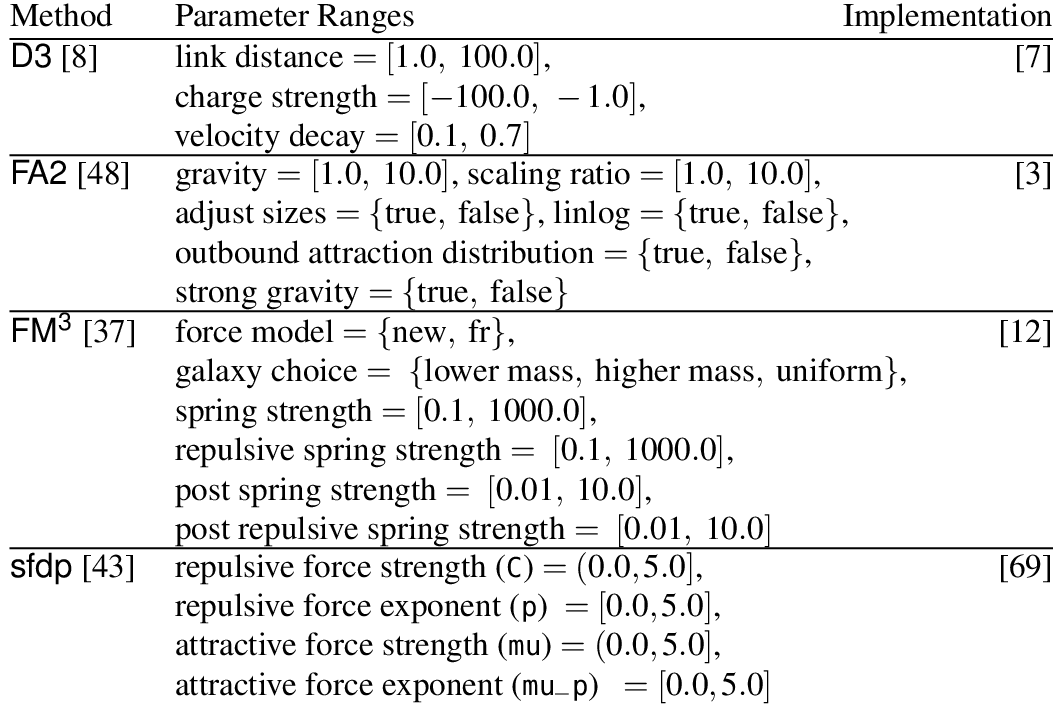 Method Parameter Ranges Implementation
D3 [8] link distance = [1.0, 100.0], [7]
charge strength = [−100.0, −1.0],
velocity decay = [0.1, 0.7]
FA2 [48] gravity = [1.0, 10.0], scaling ratio = [1.0, 10.0], [3]
adjust sizes = {true, false}, linlog = {true, false},
outbound attraction distribution = {true, false},
strong gravity = {true, false}
FM³ [37] force model = {new, fr}, [12]
galaxy choice = {lower mass, higher mass, uniform},
spring strength = [0.1, 1000.0],
repulsive spring strength = [0.1, 1000.0],
post spring strength = [0.01, 10.0],
post repulsive spring strength = [0.01, 10.0]
sfdp [43] repulsive force strength (C) = (0.0,5.0], [69]
repulsive force exponent (p) = [0.0,5.0],
attractive force strength (mu) = (0.0,5.0],
attractive force exponent (mu_p) = [0.0,5.0]